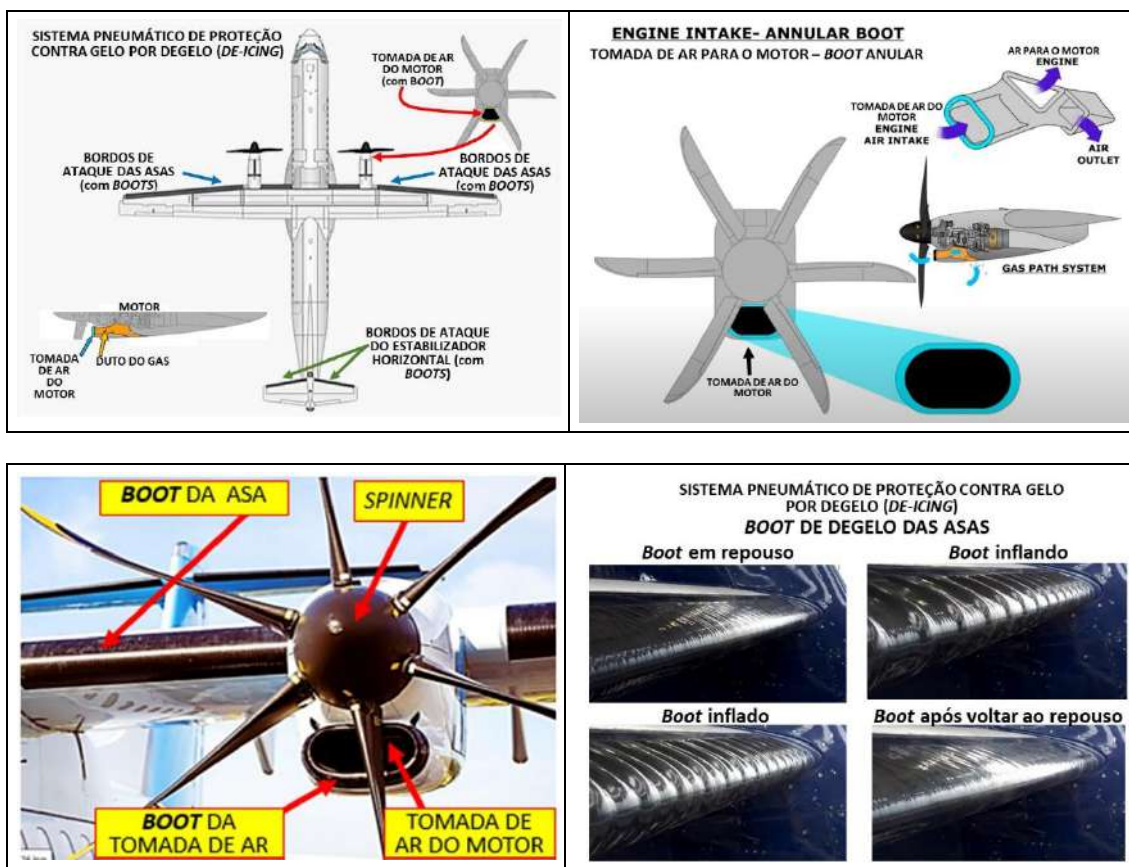 SISTEMA PNEUMÁTICO DE PROTEÇÃO
CONTRA GELO POR DEGELO (DE-ICING)
TOMADA DE AR
DO MOTOR
(com BOOT)
BORDOS DE
ATAQUE DAS ASAS
(com BOOTS)
BORDOS DE
ATAQUE DAS ASAS
(com BOOTS)
MOTOR
TOMADA
DE AR
DO
MOTOR
DUTO DO GAS
BORDOS DE ATAQUE
DO ESTABILIZADOR
HORIZONTAL (com
BOOTS)
ENGINE INTAKE- ANNULAR BOOT
TOMADA DE AR PARA O MOTOR – BOOT ANULAR
AR PARA O MOTOR
ENGINE
TOMADA DE AR DO
MOTOR
ENGINE
AIR INTAKE
AIR
OUTLET
GAS PATH SYSTEM
TOMADA DE AR DO
MOTOR
BOOT DA ASA
SPINNER
BOOT DA
TOMADA DE AR
TOMADA DE
AR DO MOTOR
SISTEMA PNEUMÁTICO DE PROTEÇÃO CONTRA GELO
POR DEGELO (DE-ICING)
BOOT DE DEGELO DAS ASAS
Boot em repouso
Boot inflando
Boot inflado
Boot após voltar ao repouso